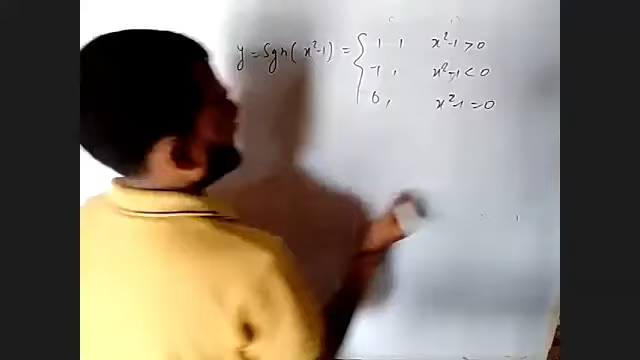 y = Sgn(x²-1) = { 1 , x²-1 > 0
-1 , x²-1 < 0
0 , x²-1 = 0